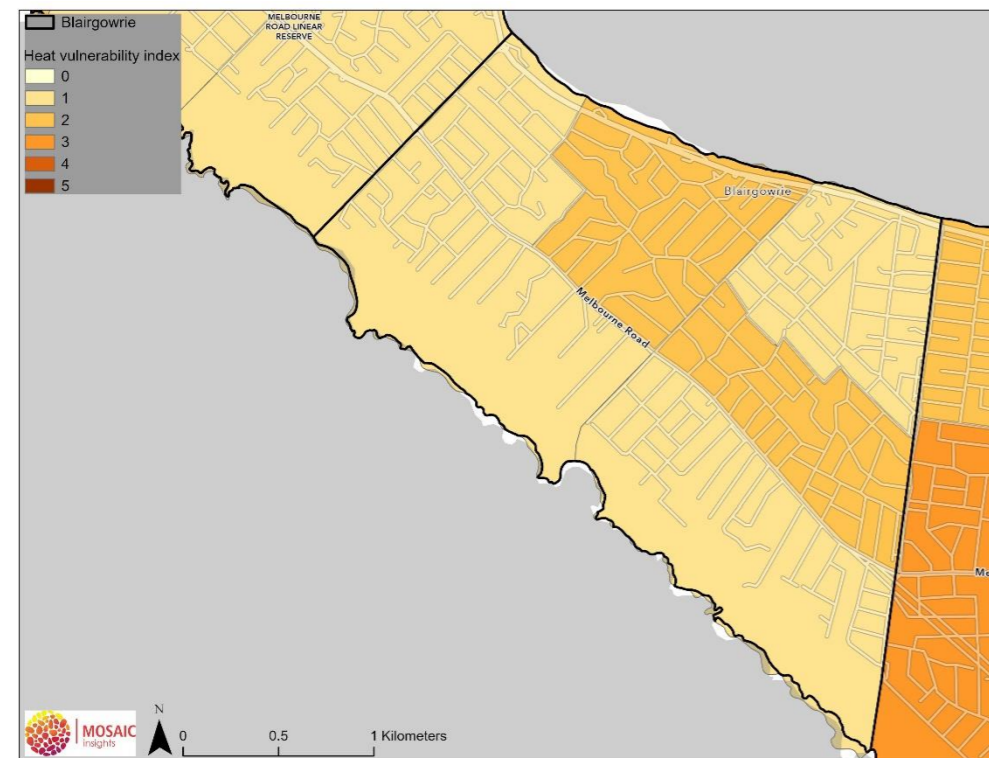 Blairgowrie
Heat vulnerability index
0
1
2
3
4
5
MELBOURNE
ROAD LINEAR
RESERVE
Blairgowrie
Melbourne Road
Me
MOSAIC
insights
N
0 0.5 1 Kilometers